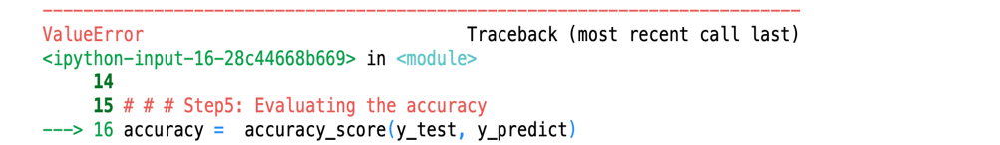 ---------------------------------------------------------------------------
ValueError                                Traceback (most recent call last)
<ipython-input-16-28c44668b669> in <module>
     14 
     15 # # # Step5: Evaluating the accuracy
---> 16 accuracy =  accuracy_score(y_test, y_predict)